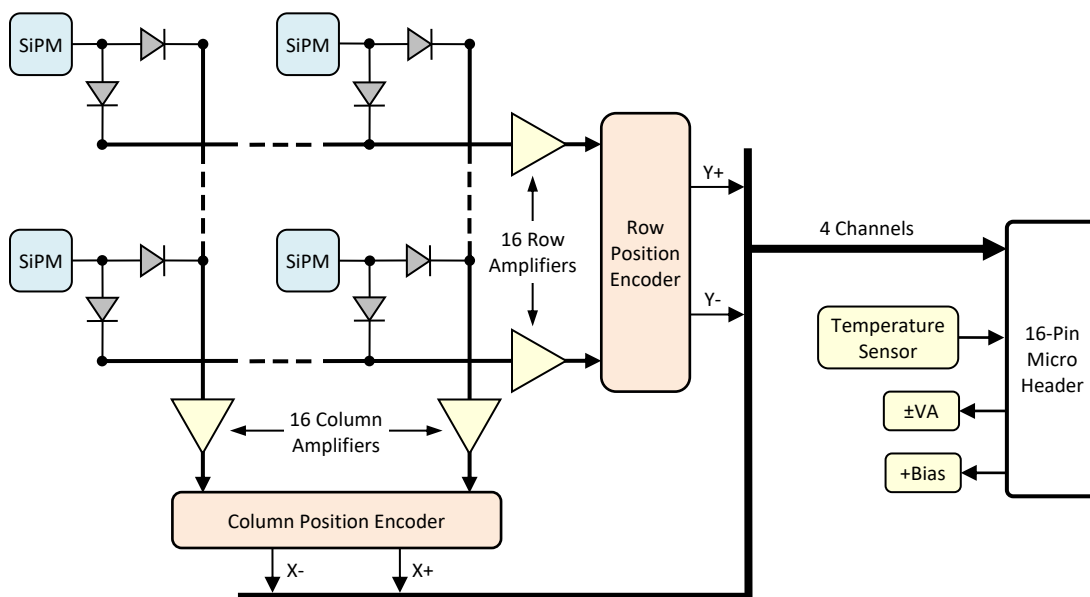 SiPM
SiPM
Y+
Row
Position
Encoder
4 Channels
16 Row
Amplifiers
SiPM
SiPM
Y-
Temperature
Sensor
16-Pin
Micro
Header
±VA
16 Column
Amplifiers
+Bias
Column Position Encoder
X-
X+